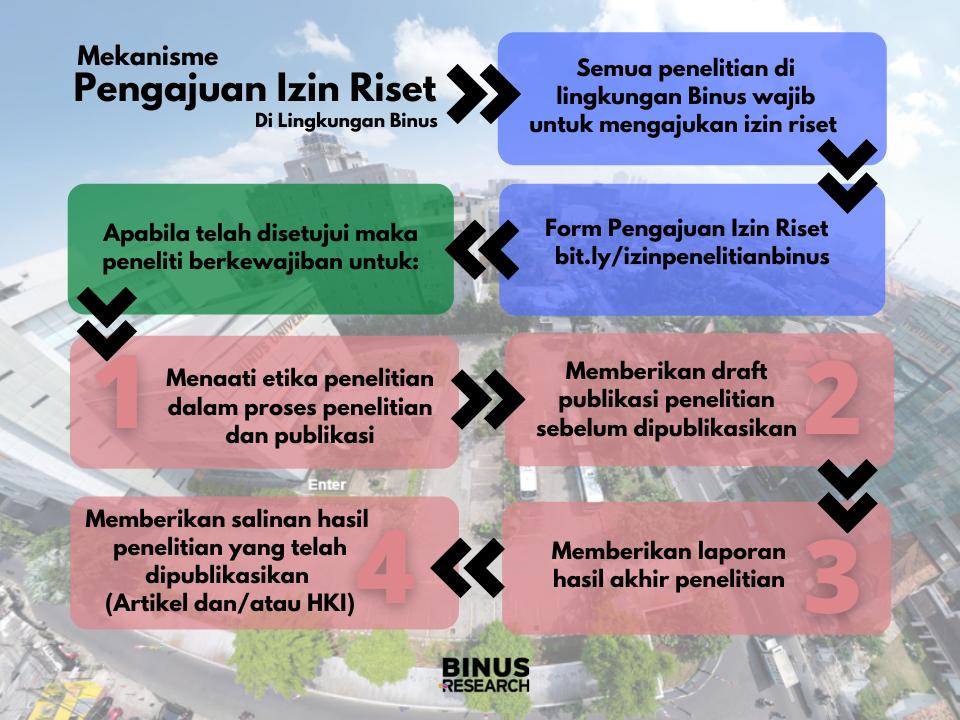 Mekanisme
Pengajuan Izin Riset
Di Lingkungan Binus
Semua penelitian di
lingkungan Binus wajib
untuk mengajukan izin riset
Form Pengajuan Izin Riset
bit.ly/izinpenelitianbinus
Apabila telah disetujui maka
peneliti berkewajiban untuk:
1
Menaati etika penelitian
dalam proses penelitian
dan publikasi
Memberikan draft
publikasi penelitian
sebelum dipublikasikan
2
Memberikan laporan
hasil akhir penelitian
3
Memberikan salinan hasil
penelitian yang telah
dipublikasikan
(Artikel dan/atau HKI)
4
Enter
BINUS UNIVERSITY
BINUS
RESEARCH